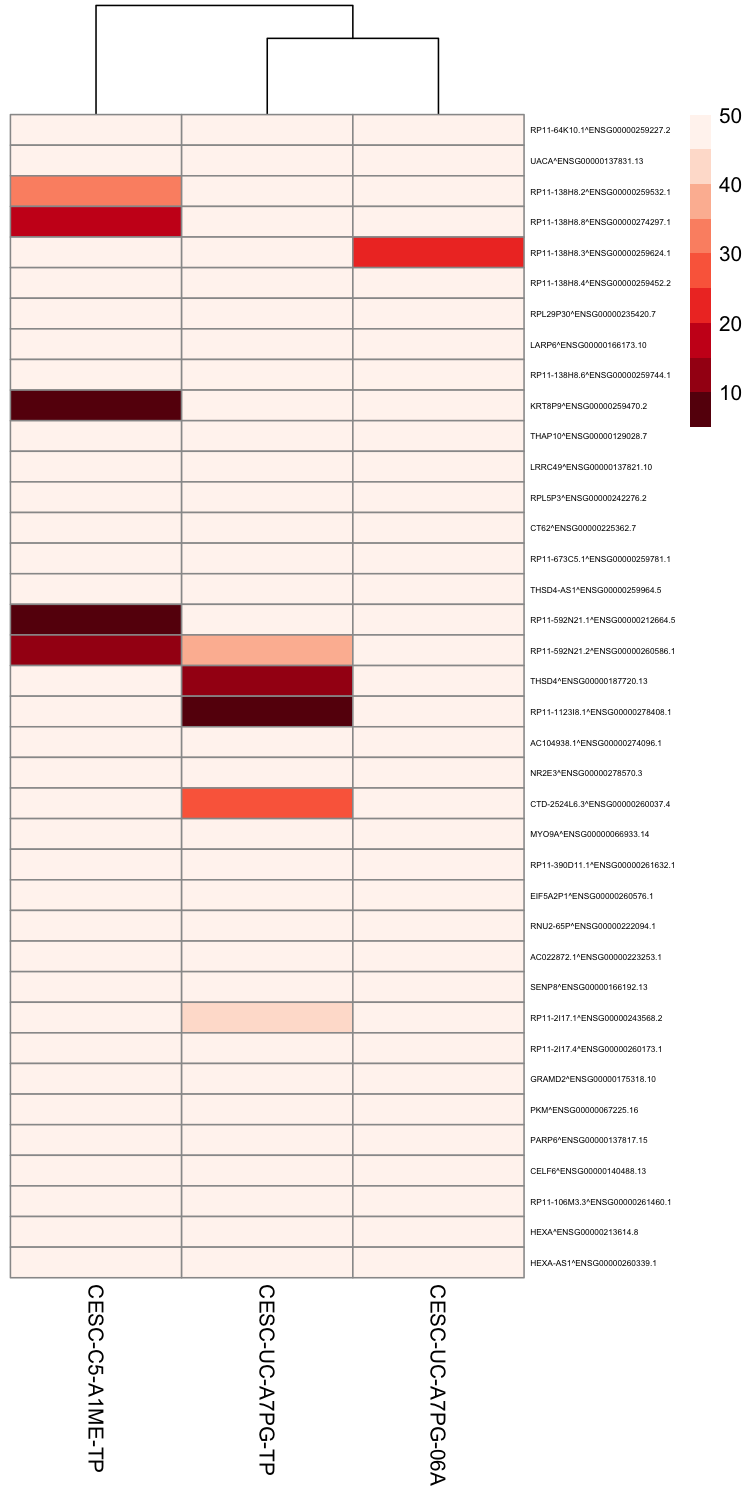 50
40
30
20
10
RP11-64K10.1^ENSG00000259227.2
UACA^ENSG00000137831.13
RP11-138H8.2^ENSG00000259532.1
RP11-138H8.8^ENSG00000274297.1
RP11-138H8.3^ENSG00000259624.1
RP11-138H8.4^ENSG00000259452.2
RPL29P30^ENSG00000235420.7
LARP6^ENSG00000166173.10
RP11-138H8.6^ENSG00000259744.1
KRT8P9^ENSG00000259470.2
THAP10^ENSG00000129028.7
LRRC49^ENSG00000137821.10
RPL5P3^ENSG00000242276.2
CT62^ENSG00000225362.7
RP11-673C5.1^ENSG00000259781.1
THSD4-AS1^ENSG00000259964.5
RP11-592N21.1^ENSG00000212664.5
RP11-592N21.2^ENSG00000260586.1
THSD4^ENSG00000187720.13
RP11-1123I8.1^ENSG00000278408.1
AC104938.1^ENSG00000274096.1
NR2E3^ENSG00000278570.3
CTD-2524L6.3^ENSG00000260037.4
MYO9A^ENSG00000066933.14
RP11-390D11.1^ENSG00000261632.1
EIF5A2P1^ENSG00000260576.1
RNU2-65P^ENSG00000222094.1
AC022872.1^ENSG00000223253.1
SENP8^ENSG00000166192.13
RP11-2I17.1^ENSG00000243568.2
RP11-2I17.4^ENSG00000260173.1
GRAMD2^ENSG00000175318.10
PKM^ENSG00000067225.16
PARP6^ENSG00000137817.15
CELF6^ENSG00000140488.13
RP11-106M3.3^ENSG00000261460.1
HEXA^ENSG00000213614.8
HEXA-AS1^ENSG00000260339.1
CESC-C5-A1ME-TP
CESC-UC-A7PG-TP
CESC-UC-A7PG-06A